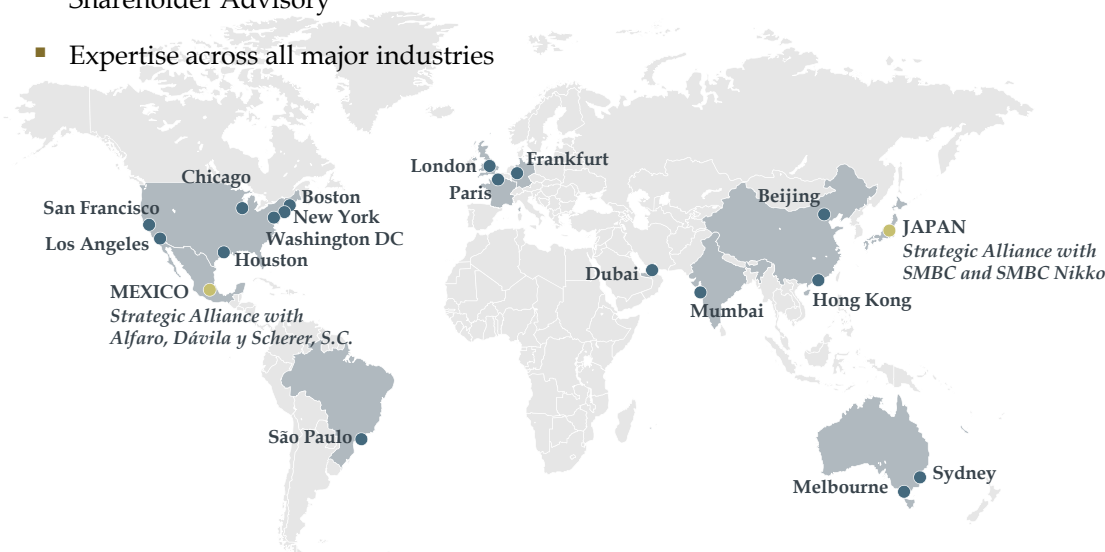 Shareholder Advisory
▪ Expertise across all major industries
London
Frankfurt
Paris
Chicago
Boston
San Francisco
New York
Los Angeles
Washington DC
Houston
Beijing
JAPAN
Strategic Alliance with
SMBC and SMBC Nikko
Dubai
Mumbai
Hong Kong
MEXICO
Strategic Alliance with
Alfaro, Dávila y Scherer, S.C.
São Paulo
Sydney
Melbourne